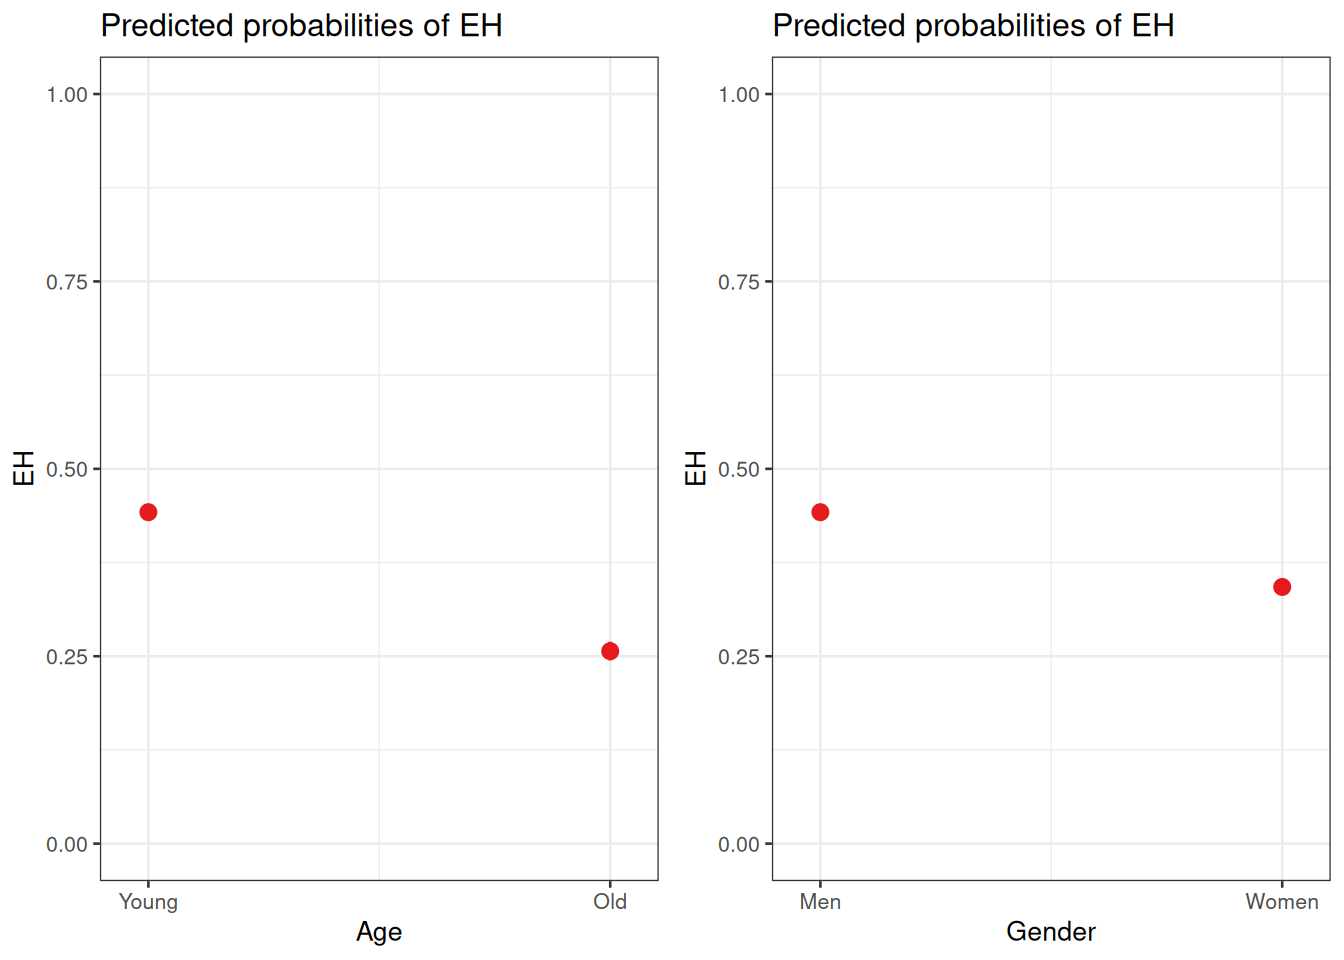 Predicted probabilities of EH
1.00
0.75
0.50
0.25
0.00
EH
Young
Old
Age
Predicted probabilities of EH
1.00
0.75
0.50
0.25
0.00
EH
Men
Women
Gender